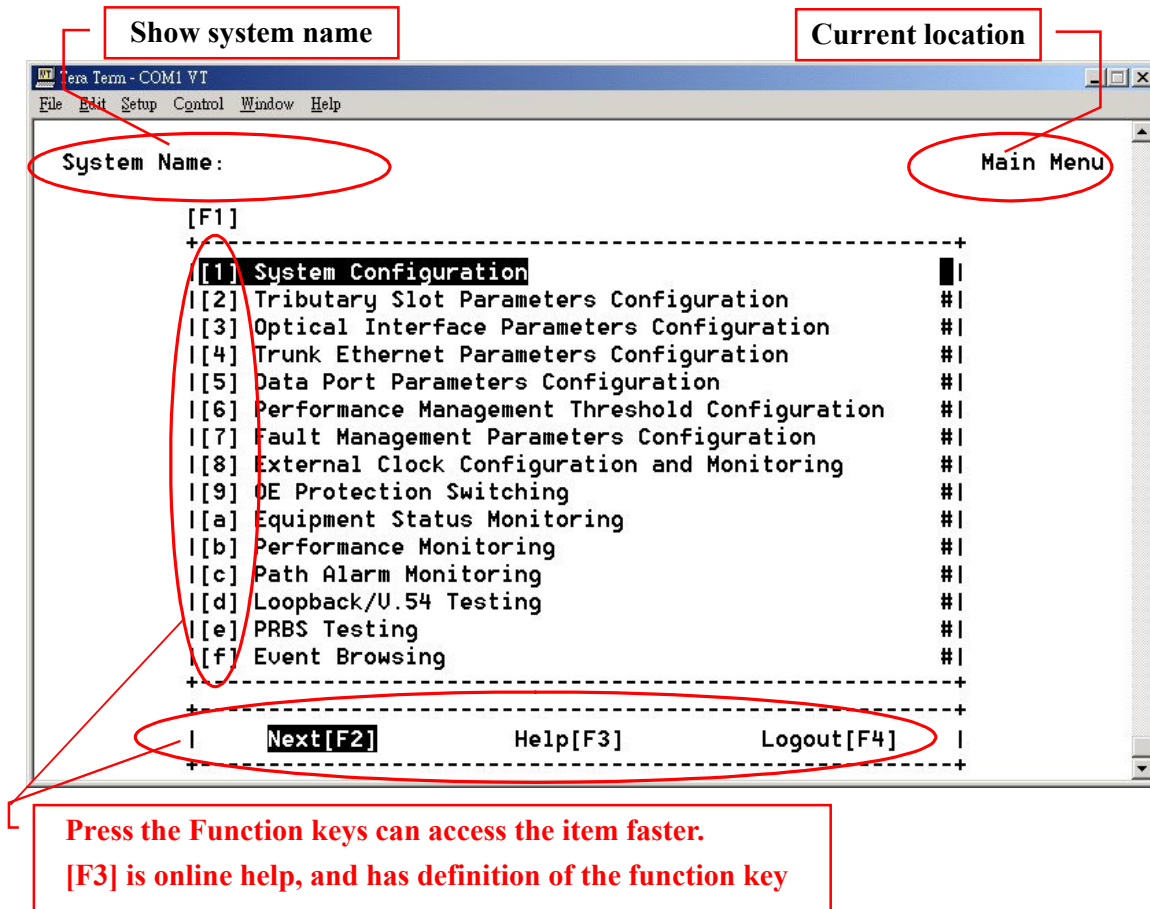 Show system name
Current location
Tera Term - COM1 VT
File Edit Setup Control Window Help
System Name:
Main Menu
[F1]
[1] System Configuration
[2] Tributary Slot Parameters Configuration #
[3] Optical Interface Parameters Configuration #
[4] Trunk Ethernet Parameters Configuration #
[5] Data Port Parameters Configuration #
[6] Performance Management Threshold Configuration #
[7] Fault Management Parameters Configuration #
[8] External Clock Configuration and Monitoring #
[9] OE Protection Switching #
[a] Equipment Status Monitoring #
[b] Performance Monitoring #
[c] Path Alarm Monitoring #
[d] Loopback/V.54 Testing #
[e] PRBS Testing #
[f] Event Browsing #
Next[F2] Help[F3] Logout[F4]
Press the Function keys can access the item faster.
[F3] is online help, and has definition of the function key